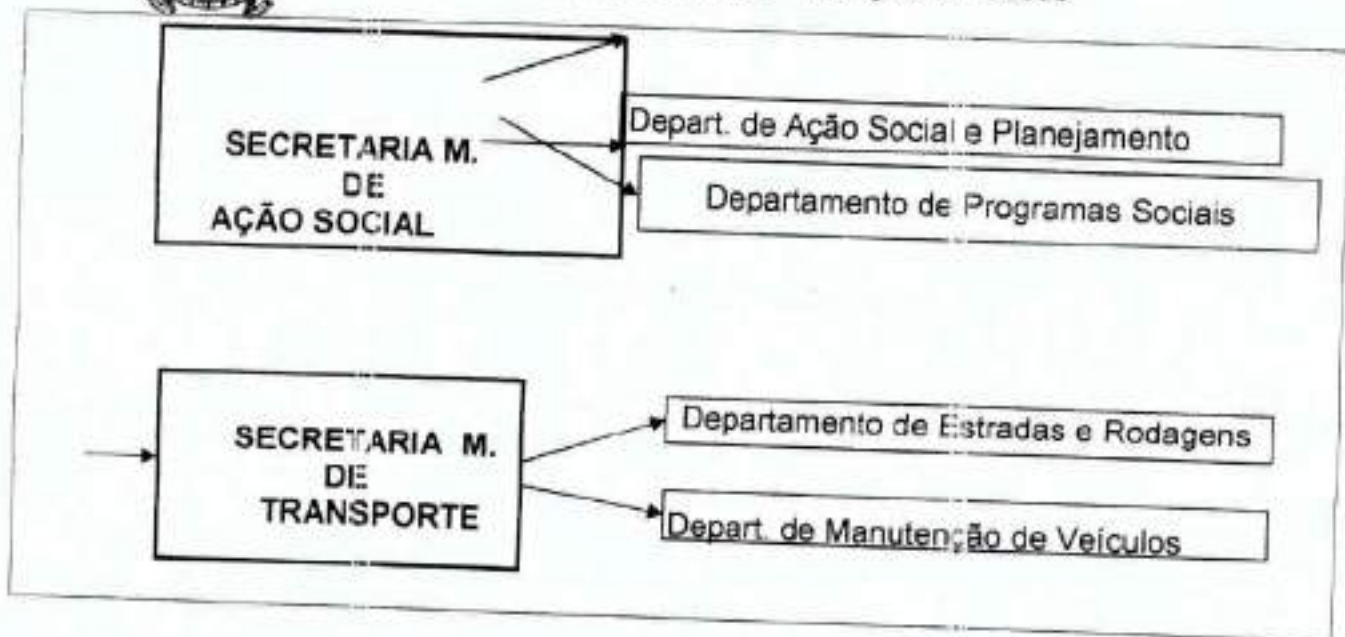 SECRETARIA M.
DE
AÇÃO SOCIAL
Depart. de Ação Social e Planejamento
Departamento de Programas Sociais
SECRETARIA M.
DE
TRANSPORTE
Departamento de Estradas e Rodagens
Depart. de Manutenção de Veículos